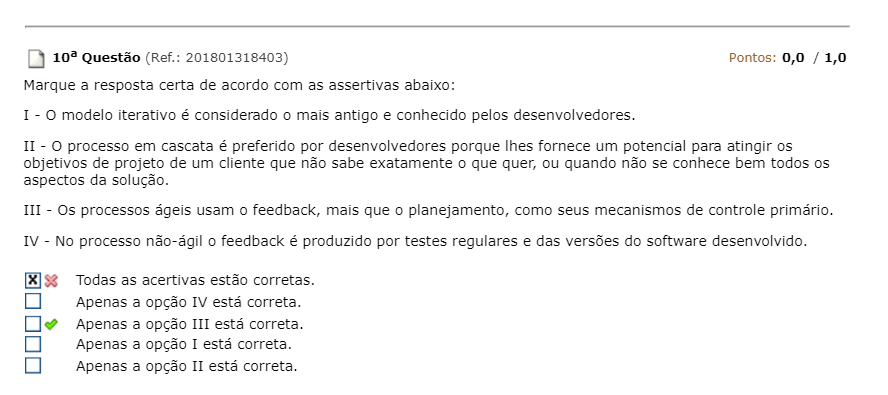 10ª Questão (Ref.: 201801318403) Pontos: 0,0 / 1,0
Marque a resposta certa de acordo com as assertivas abaixo:
I - O modelo iterativo é considerado o mais antigo e conhecido pelos desenvolvedores.
II - O processo em cascata é preferido por desenvolvedores porque lhes fornece um potencial para atingir os
objetivos de projeto de um cliente que não sabe exatamente o que quer, ou quando não se conhece bem todos os
aspectos da solução.
III - Os processos ágeis usam o feedback, mais que o planejamento, como seus mecanismos de controle primário.
IV - No processo não-ágil o feedback é produzido por testes regulares e das versões do software desenvolvido.
Todas as acertivas estão corretas.
Apenas a opção IV está correta.
Apenas a opção III está correta.
Apenas a opção I está correta.
Apenas a opção II está correta.